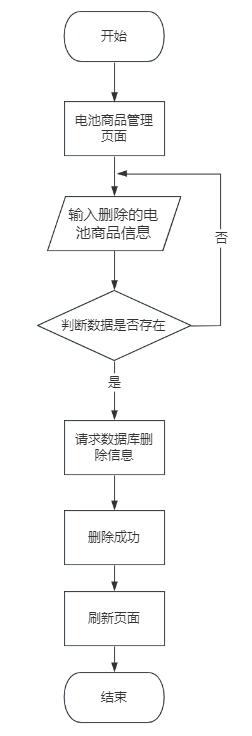 开始
电池商品管理
页面
输入删除的电
池商品信息
否
判断数据是否存在
是
请求数据库删
除信息
删除成功
刷新页面
结束